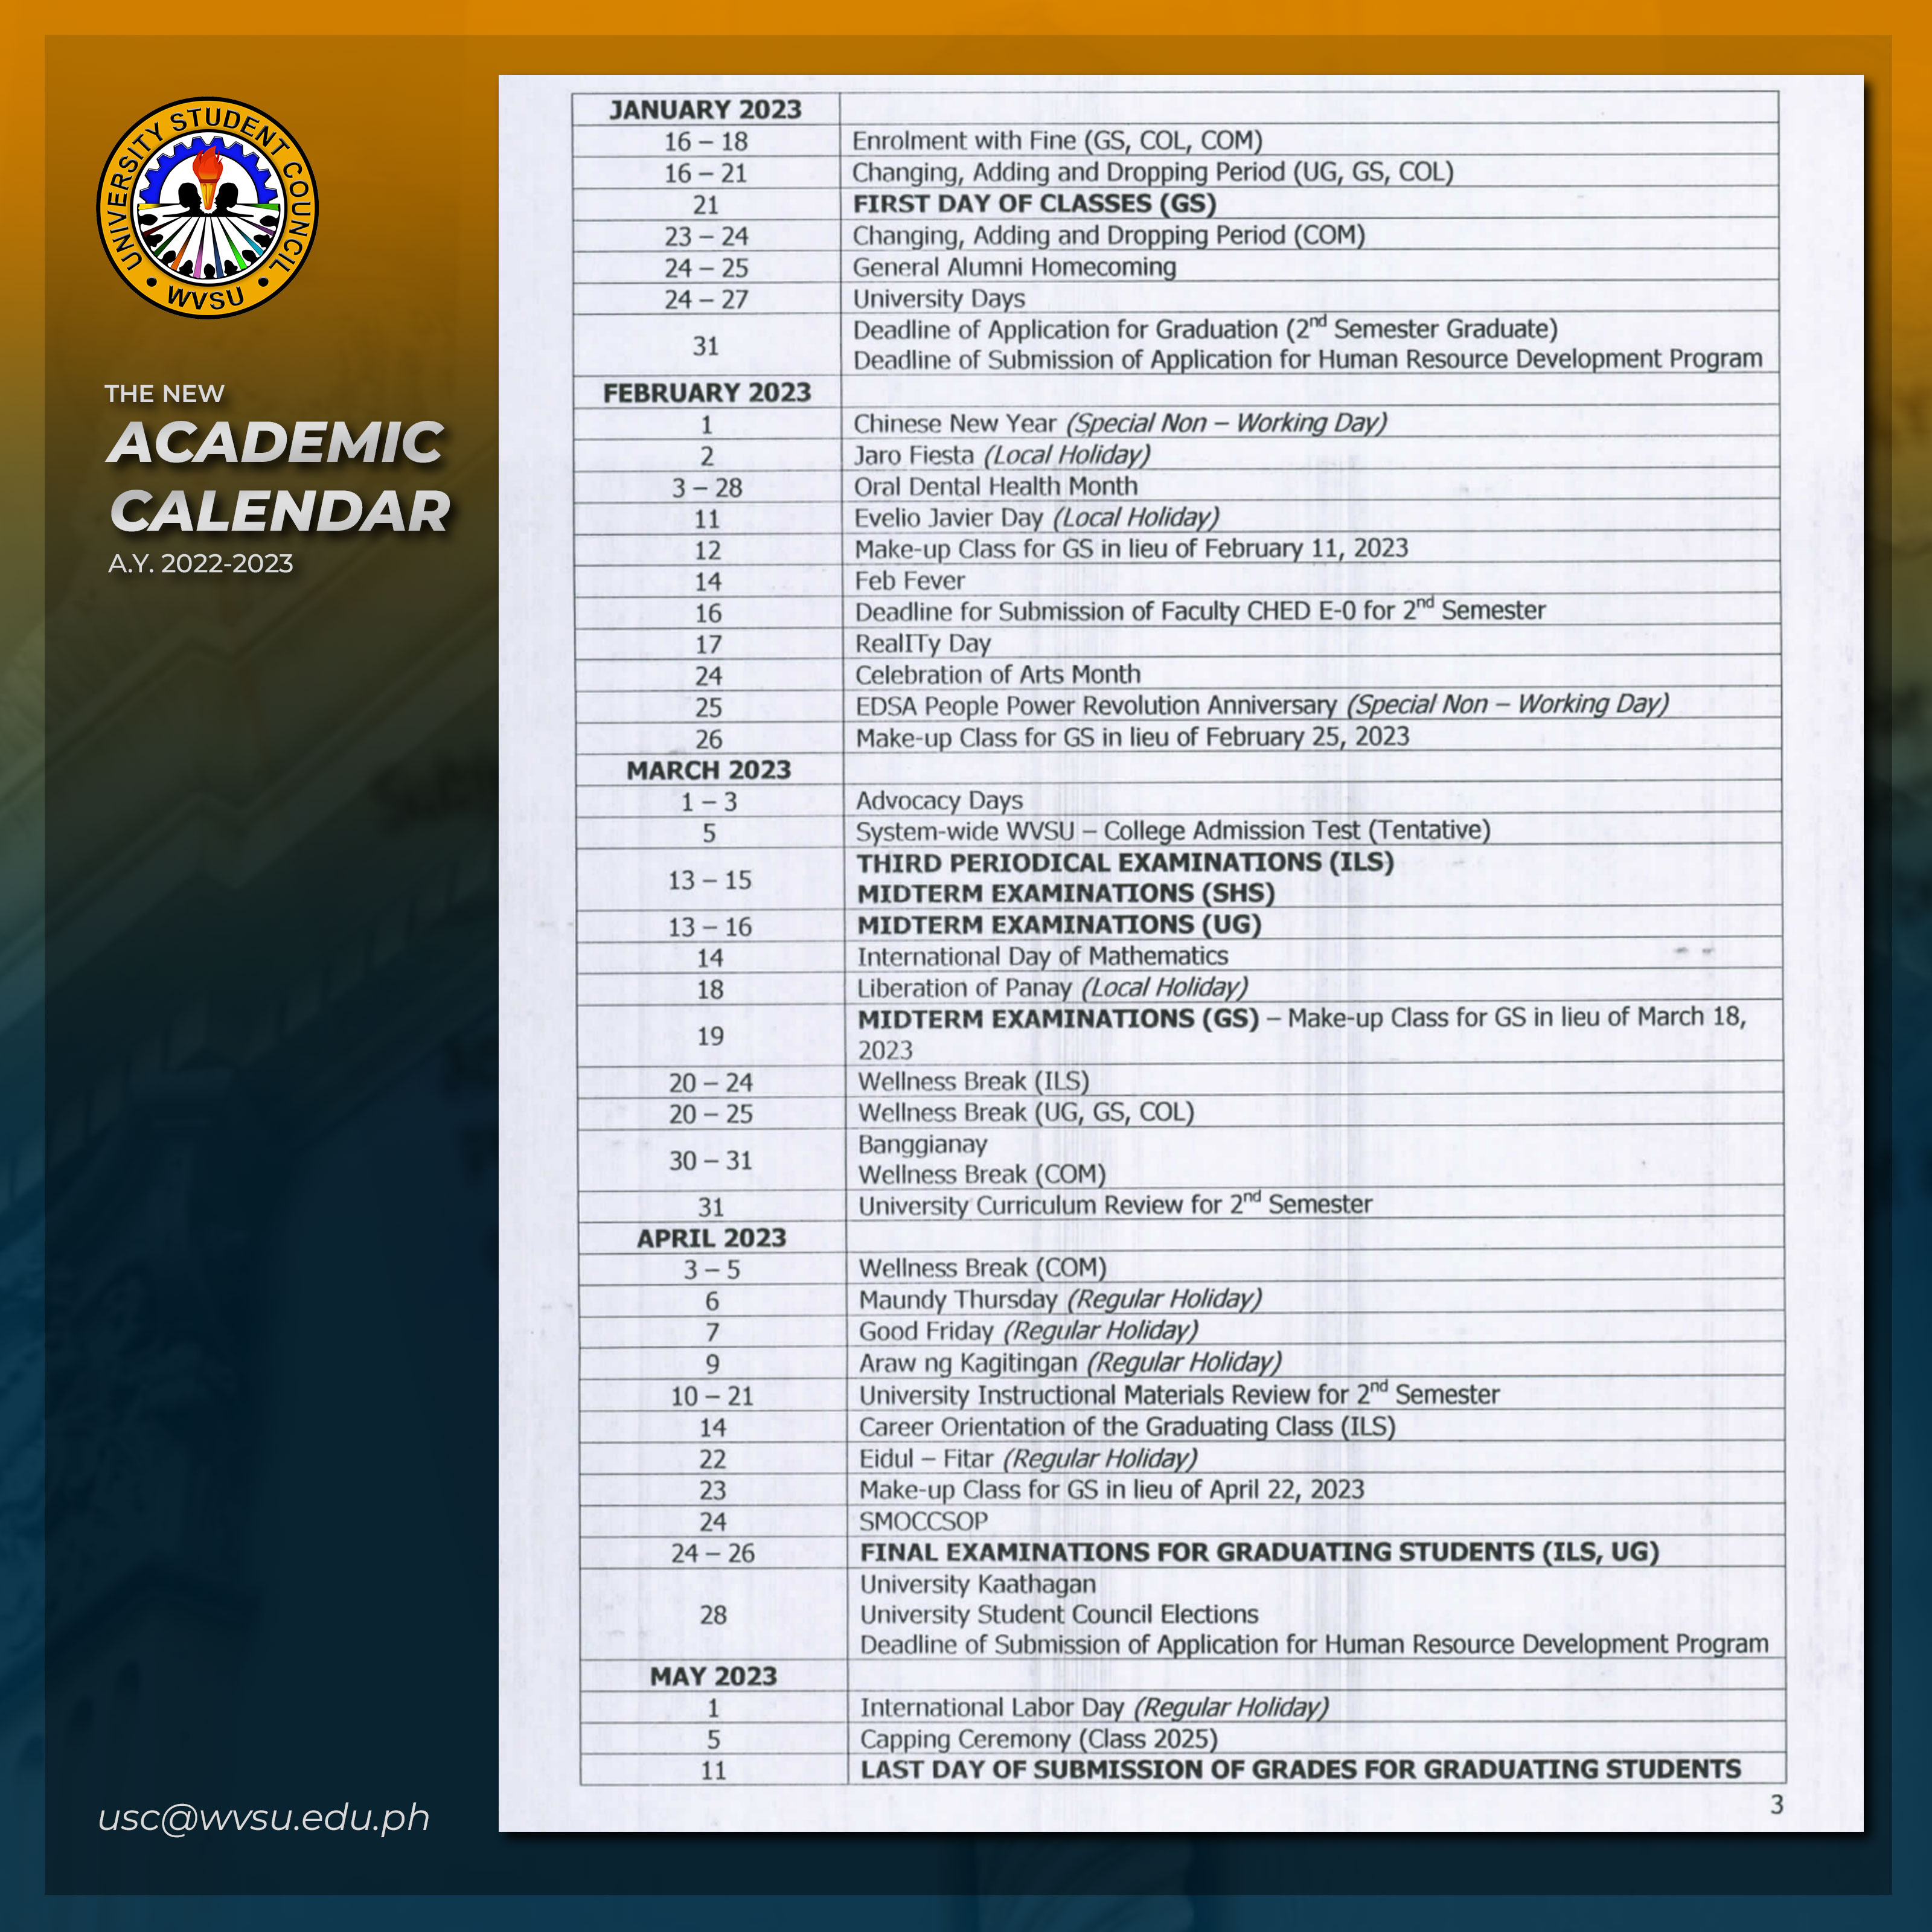 UNIVERSITY STUDENT COUNCIL
• WVSU •
THE NEW
ACADEMIC
CALENDAR
A.Y. 2022-2023
usc@wvsu.edu.ph
JANUARY 2023
16 – 18 Enrolment with Fine (GS, COL, COM)
16 – 21 Changing, Adding and Dropping Period (UG, GS, COL)
21 FIRST DAY OF CLASSES (GS)
23 – 24 Changing, Adding and Dropping Period (COM)
24 – 25 General Alumni Homecoming
24 – 27 University Days
31 Deadline of Application for Graduation (2nd Semester Graduate)
Deadline of Submission of Application for Human Resource Development Program
FEBRUARY 2023
1 Chinese New Year (Special Non – Working Day)
2 Jaro Fiesta (Local Holiday)
3 – 28 Oral Dental Health Month
11 Evelio Javier Day (Local Holiday)
12 Make-up Class for GS in lieu of February 11, 2023
14 Feb Fever
16 Deadline for Submission of Faculty CHED E-0 for 2nd Semester
17 RealITy Day
24 Celebration of Arts Month
25 EDSA People Power Revolution Anniversary (Special Non – Working Day)
26 Make-up Class for GS in lieu of February 25, 2023
MARCH 2023
1 – 3 Advocacy Days
5 System-wide WVSU – College Admission Test (Tentative)
13 – 15 THIRD PERIODICAL EXAMINATIONS (ILS)
MIDTERM EXAMINATIONS (SHS)
13 – 16 MIDTERM EXAMINATIONS (UG)
14 International Day of Mathematics
18 Liberation of Panay (Local Holiday)
19 MIDTERM EXAMINATIONS (GS) – Make-up Class for GS in lieu of March 18,
2023
20 – 24 Wellness Break (ILS)
20 – 25 Wellness Break (UG, GS, COL)
30 – 31 Banggianay
Wellness Break (COM)
31 University Curriculum Review for 2nd Semester
APRIL 2023
3 – 5 Wellness Break (COM)
6 Maundy Thursday (Regular Holiday)
7 Good Friday (Regular Holiday)
9 Araw ng Kagitingan (Regular Holiday)
10 – 21 University Instructional Materials Review for 2nd Semester
14 Career Orientation of the Graduating Class (ILS)
22 Eidul – Fitar (Regular Holiday)
23 Make-up Class for GS in lieu of April 22, 2023
24 SMOCCSOP
24 – 26 FINAL EXAMINATIONS FOR GRADUATING STUDENTS (ILS, UG)
28 University Kaathagan
University Student Council Elections
Deadline of Submission of Application for Human Resource Development Program
MAY 2023
1 International Labor Day (Regular Holiday)
5 Capping Ceremony (Class 2025)
11 LAST DAY OF SUBMISSION OF GRADES FOR GRADUATING STUDENTS
3